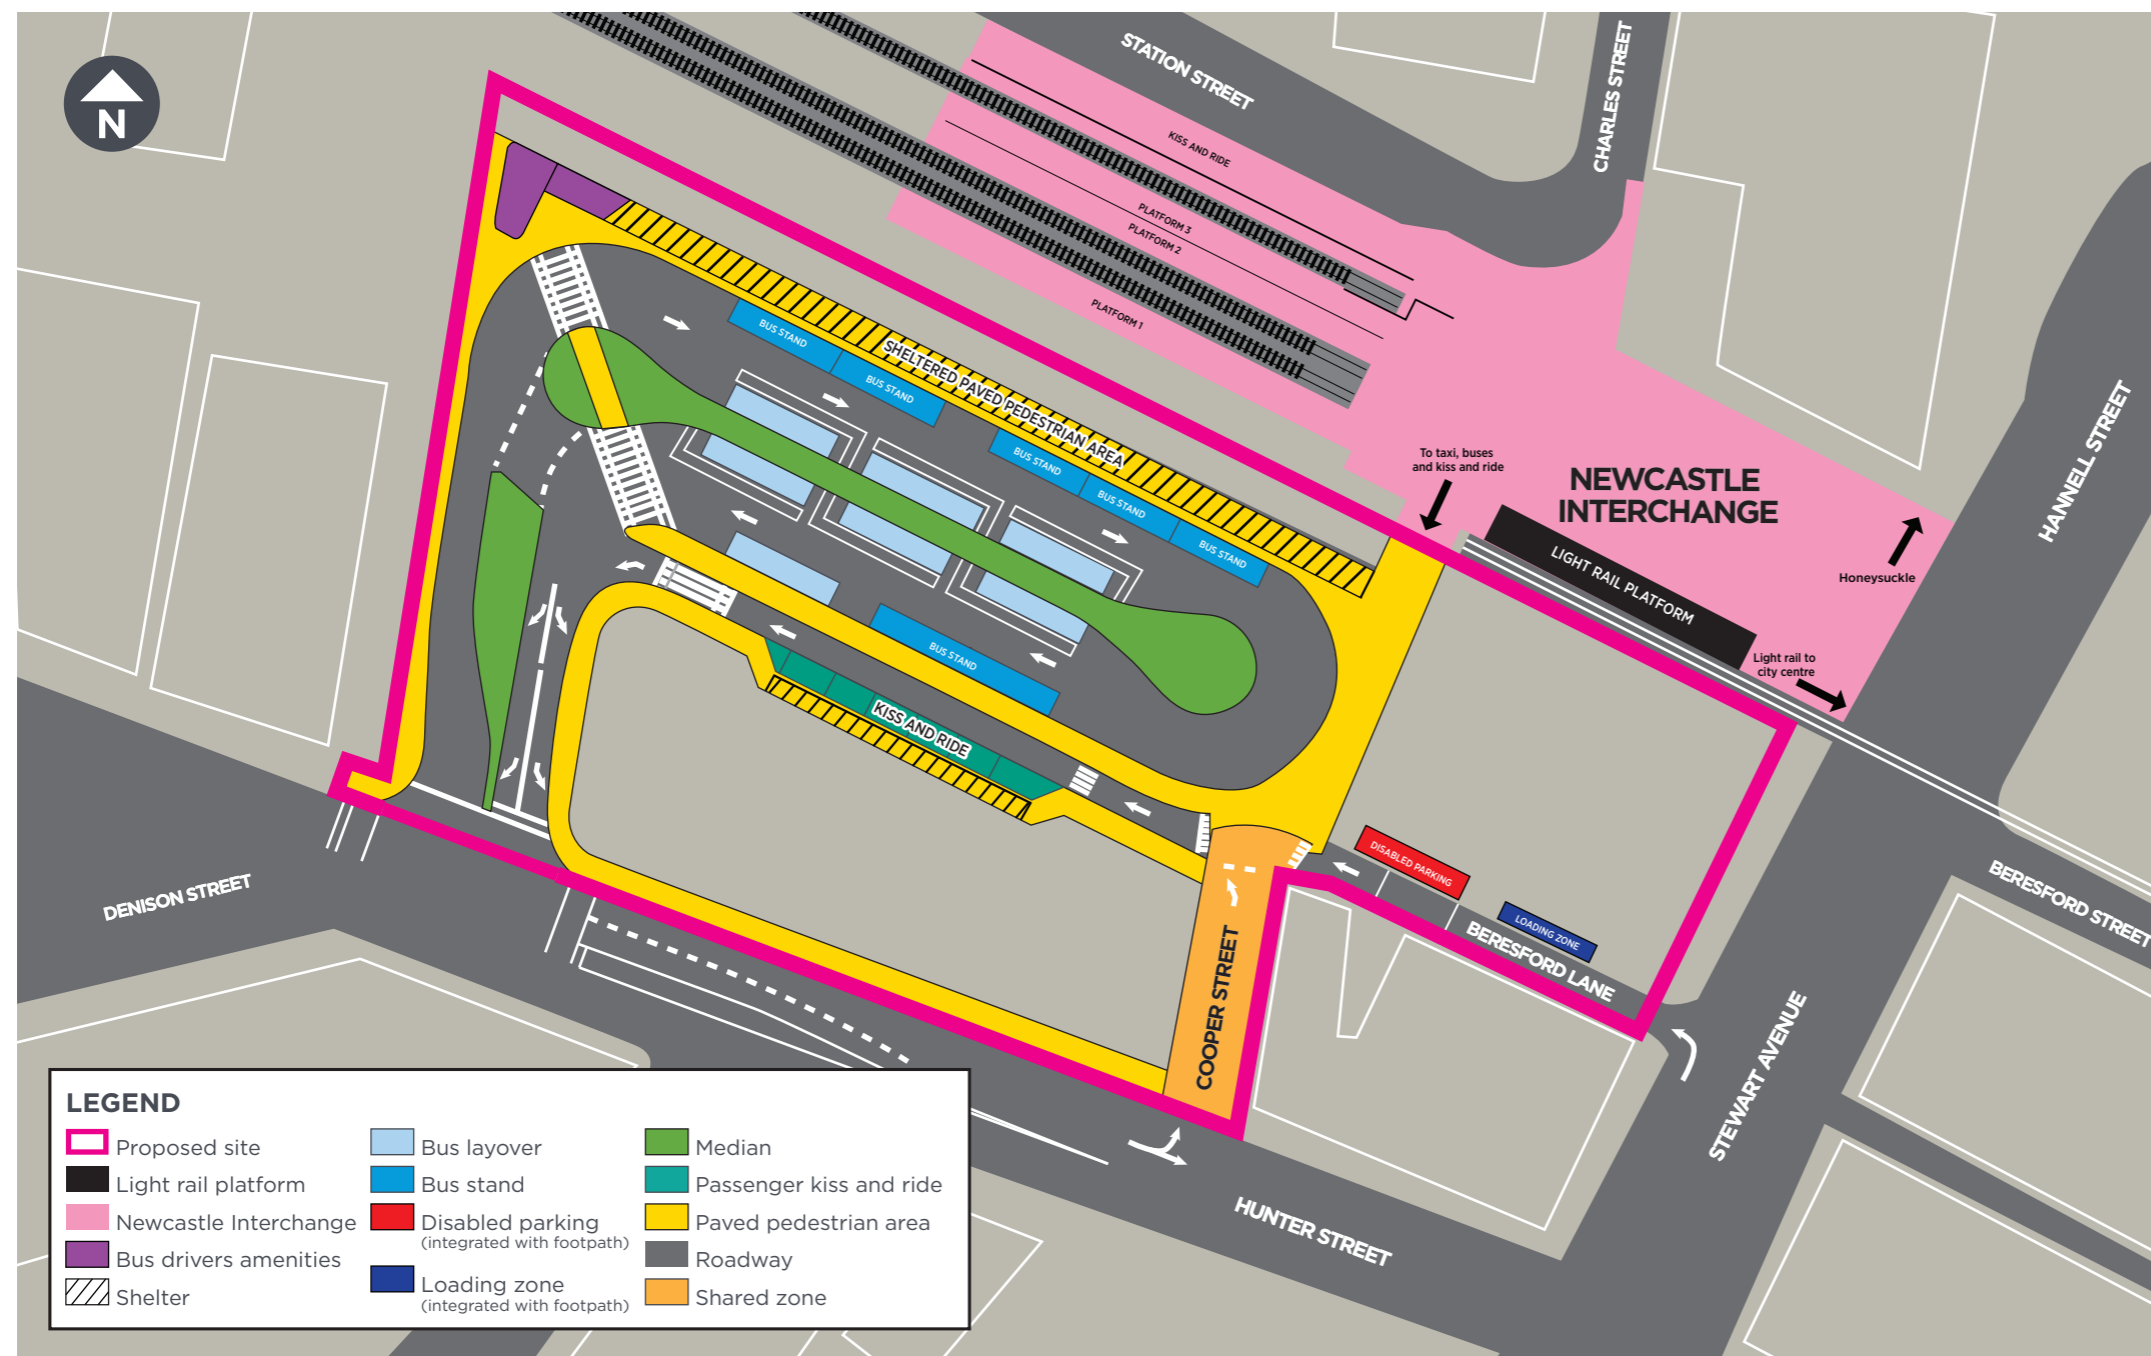 N
STATION STREET
CHARLES STREET
KISS AND RIDE
PLATFORM 3
PLATFORM 2
PLATFORM 1
HANNELL STREET
BUS STAND
BUS STAND
SHELTERED PAVED PEDESTRIAN AREA
BUS STAND
BUS STAND
BUS STAND
To taxi, buses
and kiss and ride
NEWCASTLE
INTERCHANGE
LIGHT RAIL PLATFORM
Honeysuckle
Light rail to
city centre
BUS STAND
KISS AND RIDE
DISABLED PARKING
LOADING ZONE
BERESFORD LANE
BERESFORD STREET
DENISON STREET
COOPER STREET
STEWART AVENUE
HUNTER STREET
LEGEND
Proposed site
Light rail platform
Newcastle Interchange
Bus drivers amenities
Shelter
Bus layover
Bus stand
Disabled parking
(integrated with footpath)
Loading zone
(integrated with footpath)
Median
Passenger kiss and ride
Paved pedestrian area
Roadway
Shared zone